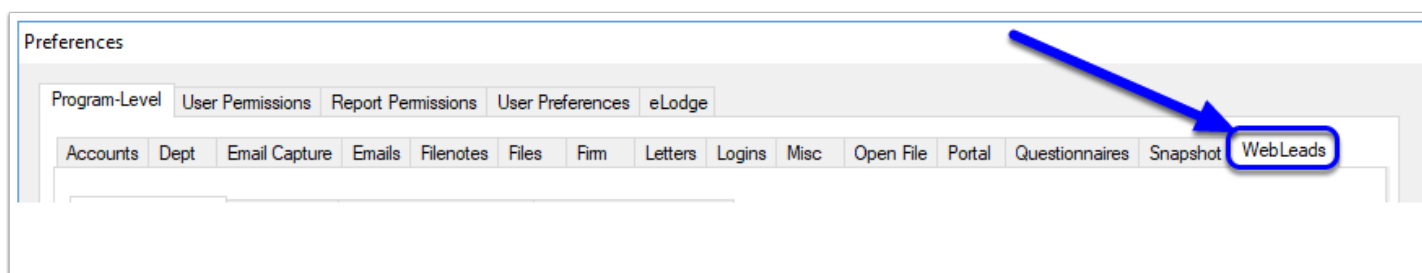 Preferences
Program-Level User Permissions Report Permissions User Preferences eLodge
Accounts Dept Email Capture Emails Filenotes Files Firm Letters Logins Misc Open File Portal Questionnaires Snapshot WebLeads